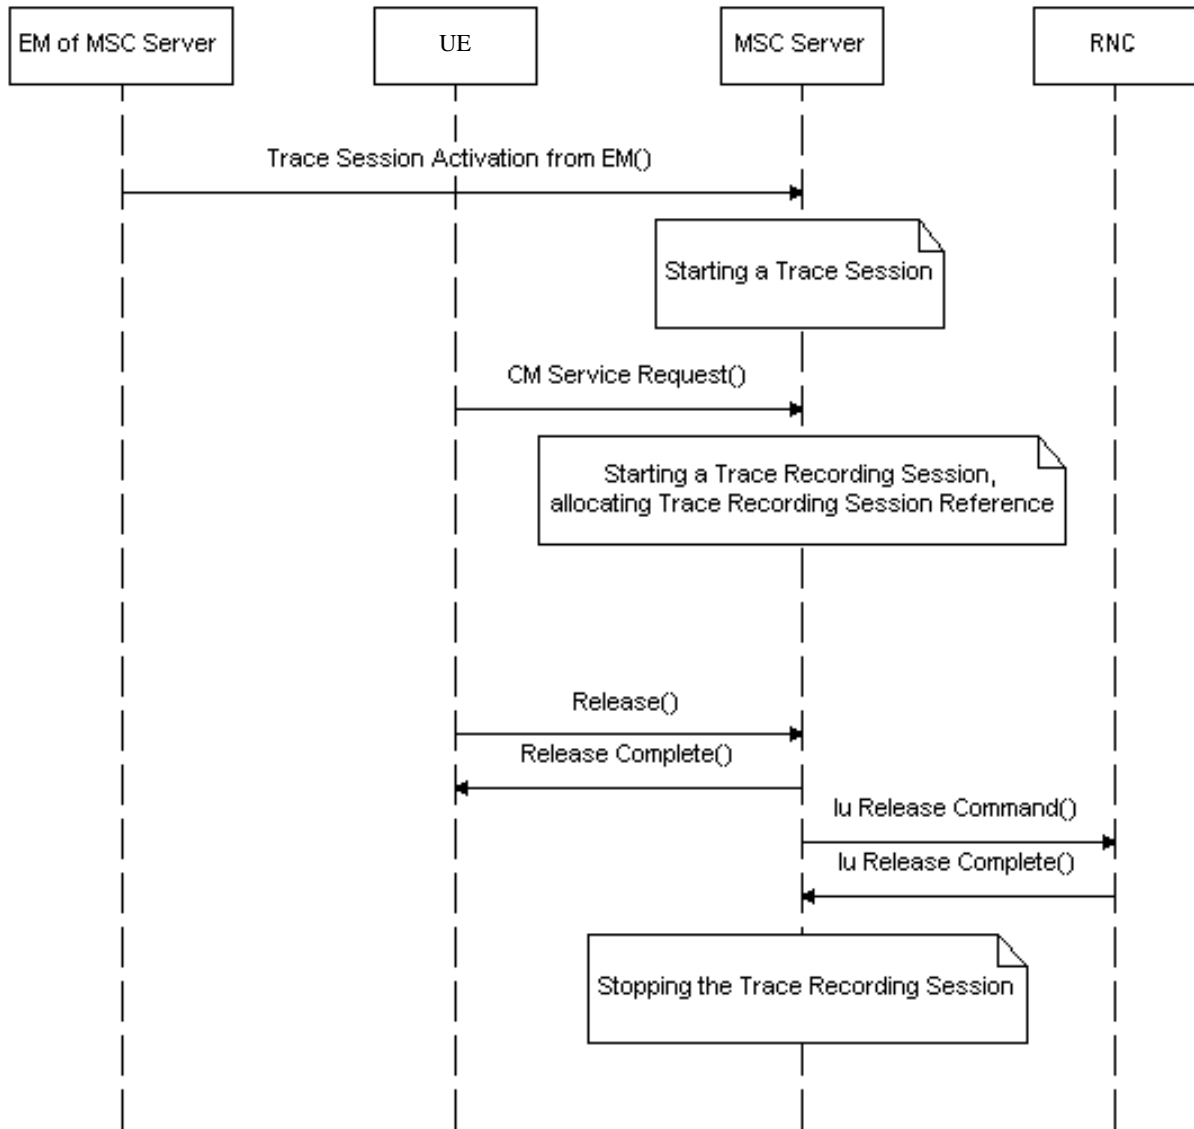 EM of MSC Server
UE
MSC Server
RNC
Trace Session Activation from EM()
Starting a Trace Session
CM Service Request()
Starting a Trace Recording Session,
allocating Trace Recording Session Reference
Release()
Release Complete()
Iu Release Command()
Iu Release Complete()
Stopping the Trace Recording Session